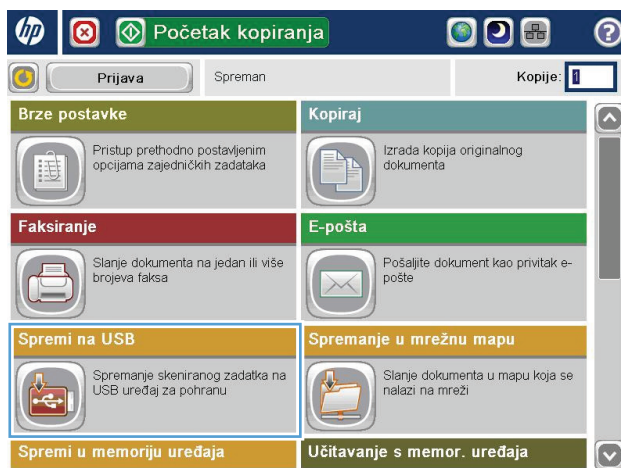 hp
Početak kopiranja
?
Prijava
Spreman
Kopije: 1
Brze postavke
Pristup prethodno postavljenim
opcijama zajedničkih zadataka
Kopiraj
Izrada kopija originalnog
dokumenta
Faksiranje
Slanje dokumenta na jedan ili više
brojeva faksa
E-pošta
Pošaljite dokument kao privitak e-
pošte
Spremi na USB
Spremanje skeniranog zadatka na
USB uređaj za pohranu
Spremanje u mrežnu mapu
Slanje dokumenta u mapu koja se
nalazi na mreži
Spremi u memoriju uređaja
Učitavanje s memor. uređaja